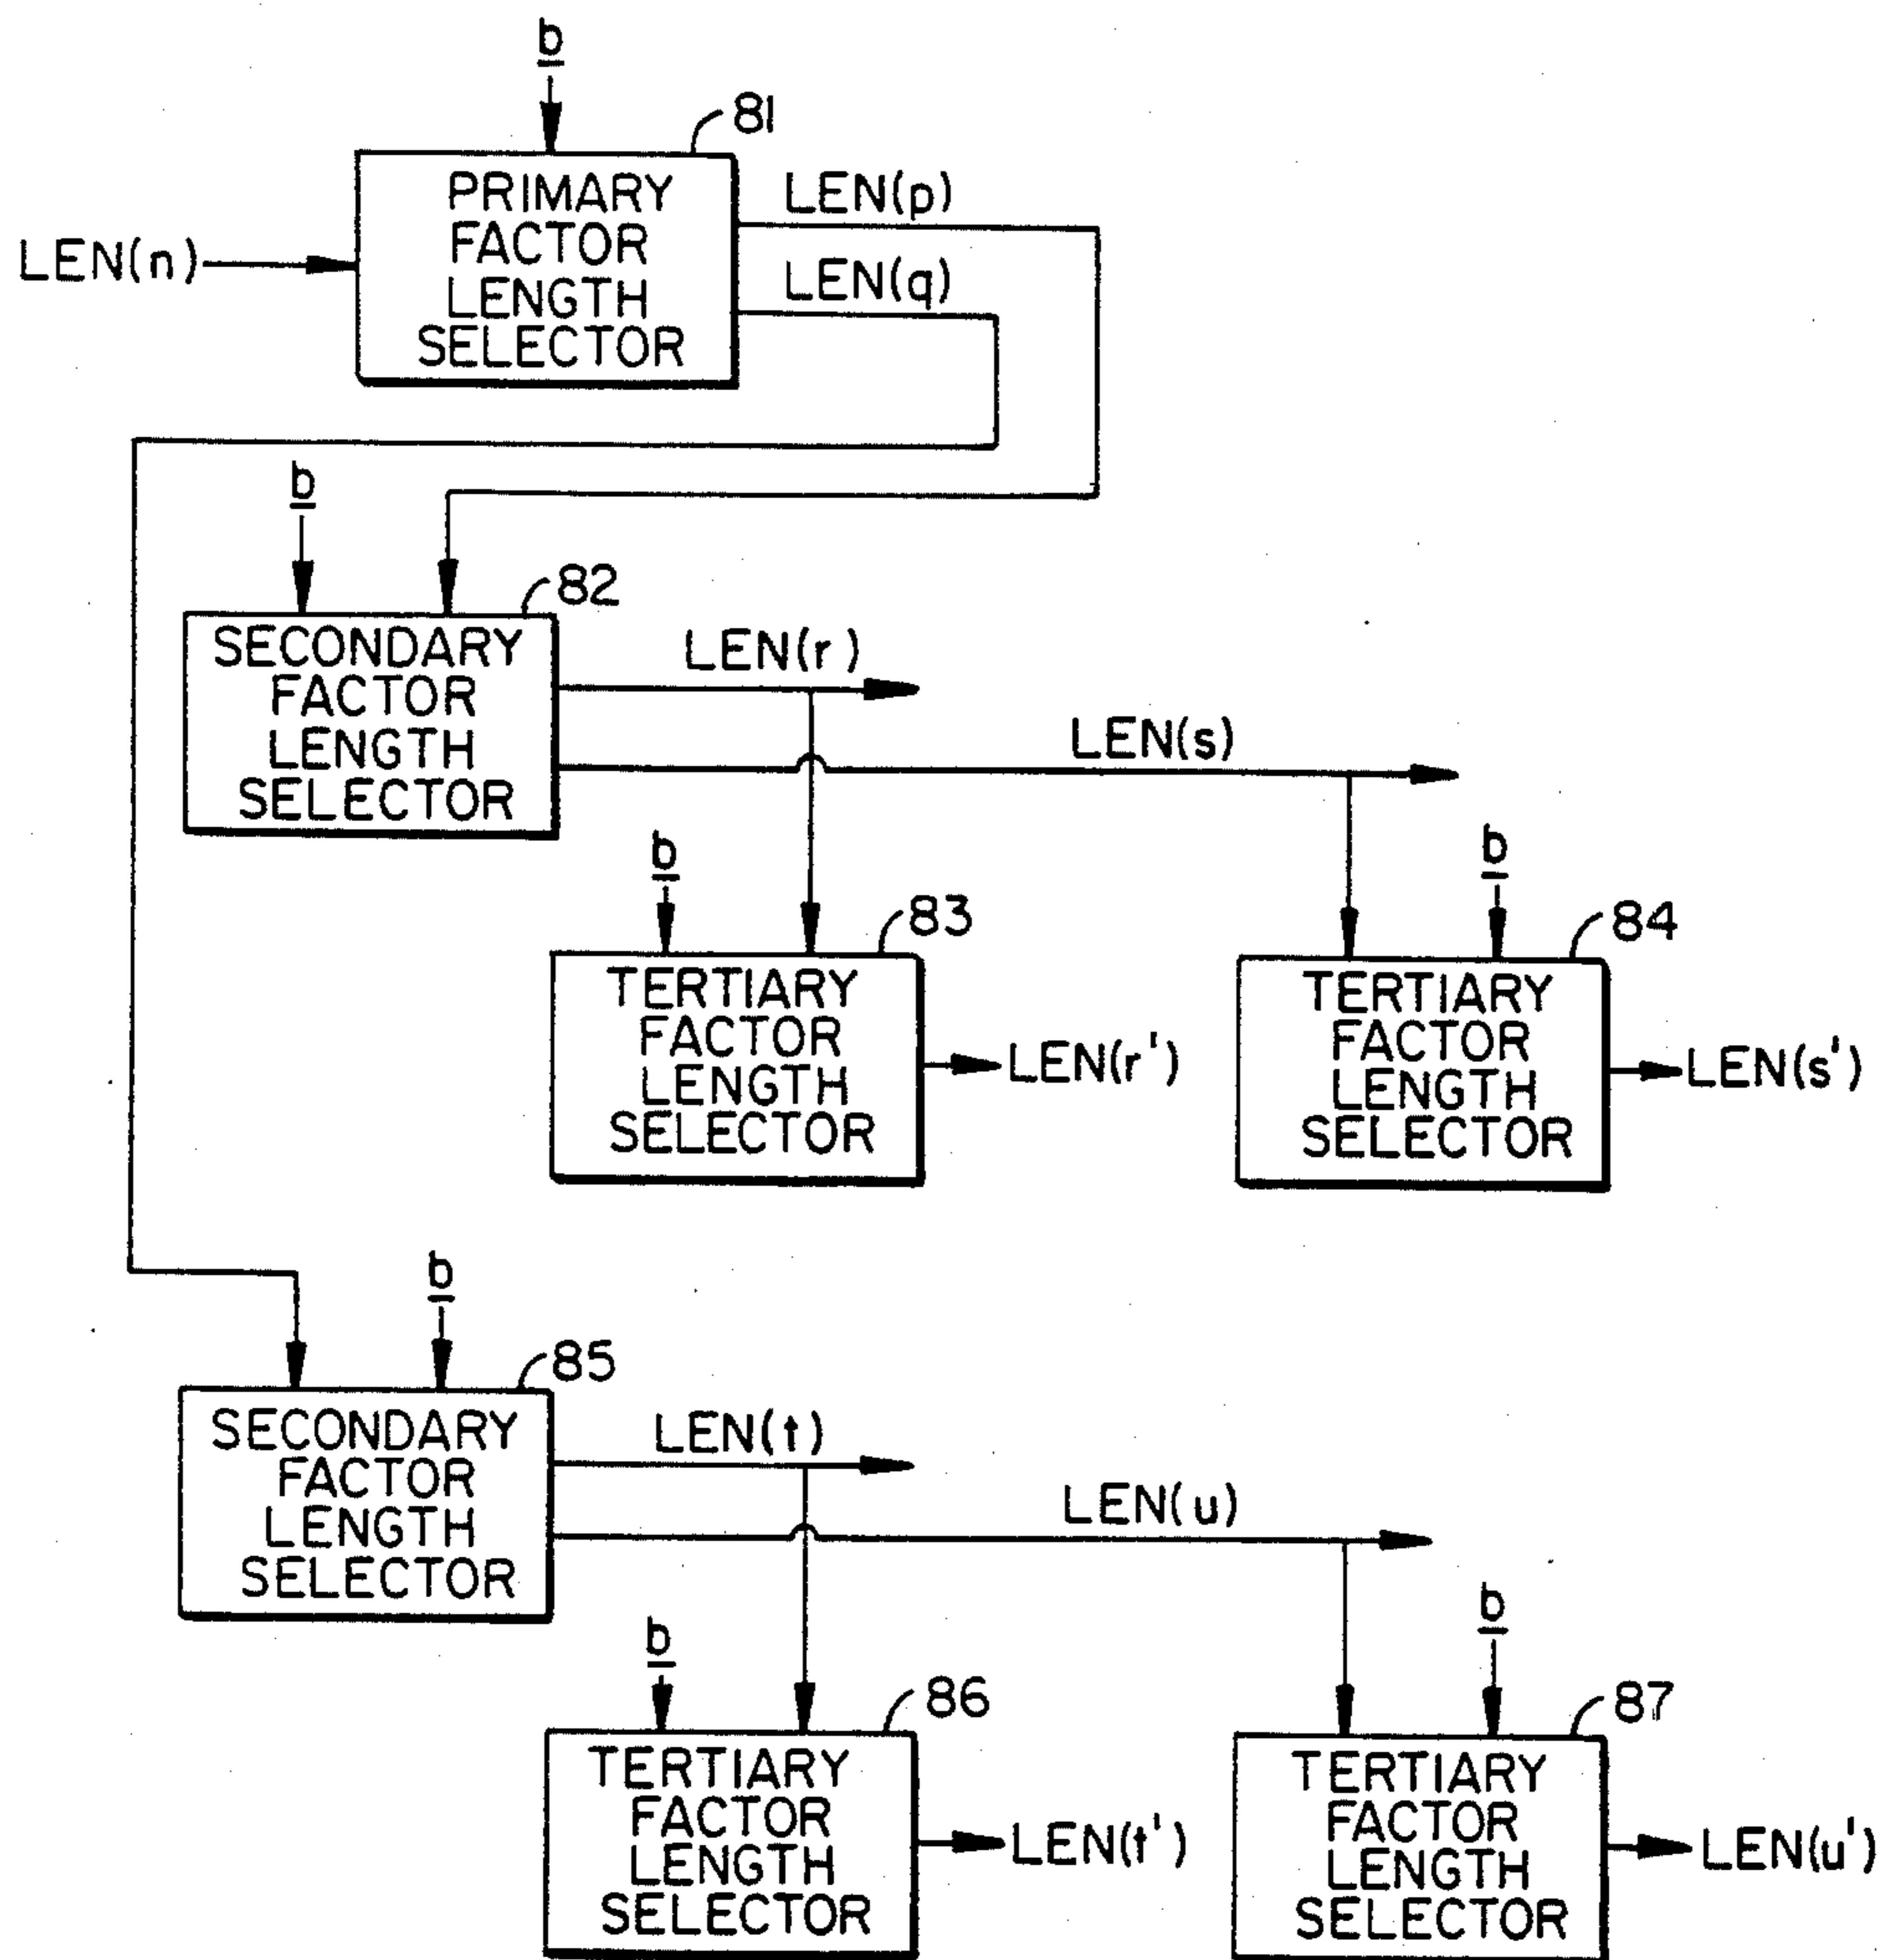 b
81
PRIMARY
FACTOR
LENGTH
SELECTOR
LEN(n)
LEN(p)
LEN(q)
b
82
SECONDARY
FACTOR
LENGTH
SELECTOR
LEN(r)
LEN(s)
b
83
TERTIARY
FACTOR
LENGTH
SELECTOR
LEN(r')
b
84
TERTIARY
FACTOR
LENGTH
SELECTOR
LEN(s')
b
85
SECONDARY
FACTOR
LENGTH
SELECTOR
LEN(t)
LEN(u)
b
86
TERTIARY
FACTOR
LENGTH
SELECTOR
LEN(t')
b
87
TERTIARY
FACTOR
LENGTH
SELECTOR
LEN(u')